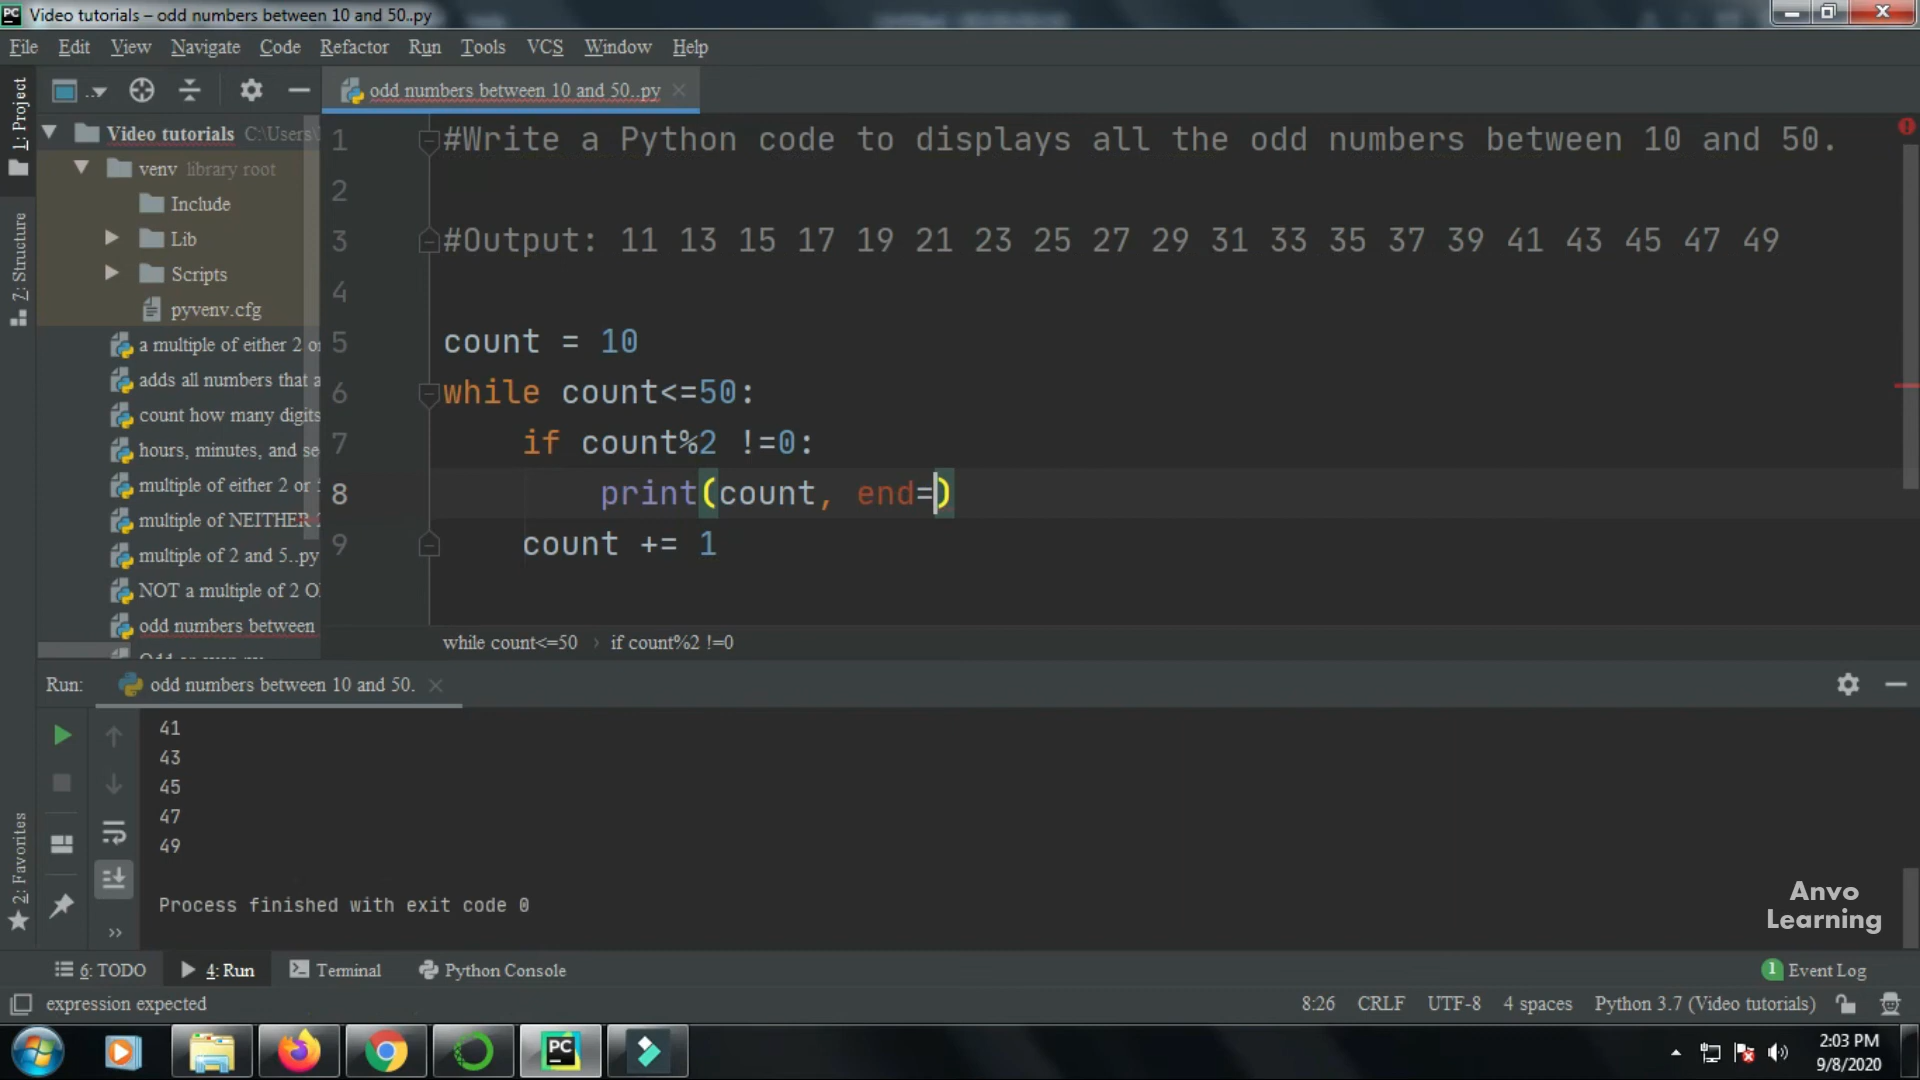 Video tutorials – odd numbers between 10 and 50..py
File Edit View Navigate Code Refactor Run Tools VCS Window Help
1: Project
7: Structure
2: Favorites
odd numbers between 10 and 50..py
Video tutorials C:\Users\
venv library root
Include
Lib
Scripts
pyvenv.cfg
a multiple of either 2 o
adds all numbers that a
count how many digits
hours, minutes, and se
multiple of either 2 or
multiple of NEITHER
multiple of 2 and 5..py
NOT a multiple of 2 O
odd numbers between
1 #Write a Python code to displays all the odd numbers between 10 and 50.
2
3 #Output: 11 13 15 17 19 21 23 25 27 29 31 33 35 37 39 41 43 45 47 49
4
5 count = 10
6 while count<=50:
7 if count%2 !=0:
8 print(count, end=)
9 count += 1
while count<=50 › if count%2 !=0
Run: odd numbers between 10 and 50.
41
43
45
47
49
Process finished with exit code 0
Anvo
Learning
6: TODO 4: Run Terminal Python Console 1 Event Log
expression expected 8:26 CRLF UTF-8 4 spaces Python 3.7 (Video tutorials)
PC
2:03 PM
9/8/2020